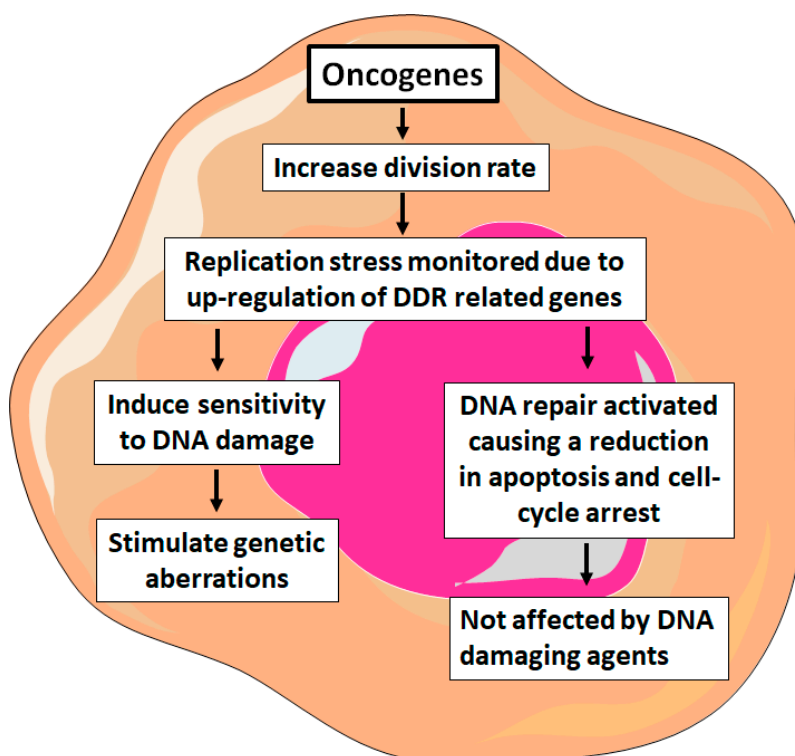 Oncogenes
Increase division rate
Replication stress monitored due to
up-regulation of DDR related genes
Induce sensitivity
to DNA damage
Stimulate genetic
aberrations
DNA repair activated
causing a reduction
in apoptosis and cell-
cycle arrest
Not affected by DNA
damaging agents